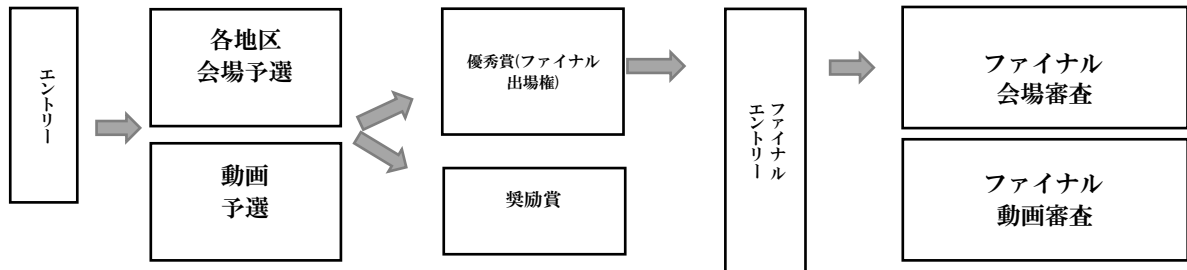 エントリー
各地区
会場予選
動画
予選
優秀賞(ファイナル
出場権)
奨励賞
ファイナル
エントリー
ファイナル
会場審査
ファイナル
動画審査